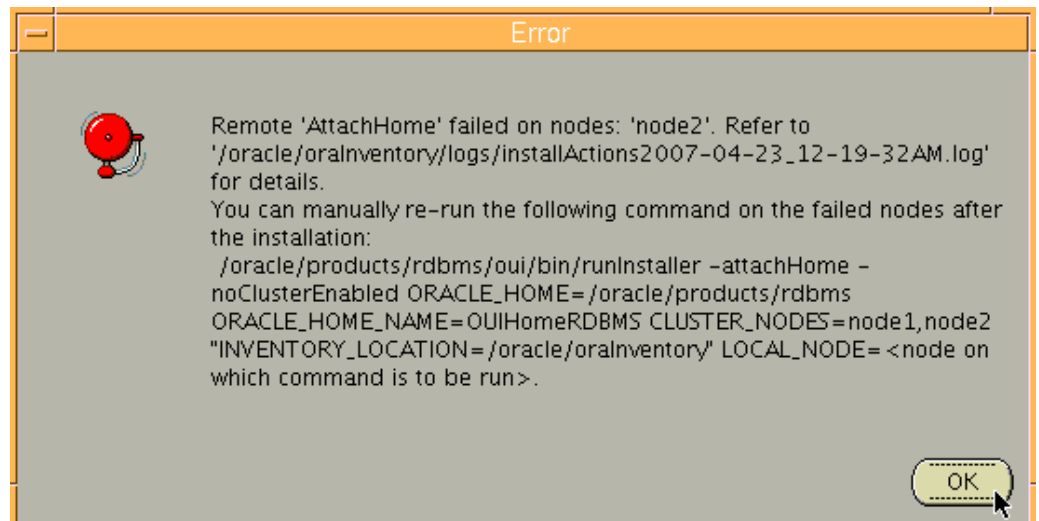 Error
Remote 'AttachHome' failed on nodes: 'node2'. Refer to
'/oracle/oraInventory/logs/installActions2007-04-23_12-19-32AM.log'
for details.
You can manually re-run the following command on the failed nodes after
the installation:
/oracle/products/rdbms/oui/bin/runInstaller -attachHome -
noClusterEnabled ORACLE_HOME=/oracle/products/rdbms
ORACLE_HOME_NAME=OUIHomeRDBMS CLUSTER_NODES=node1,node2
"INVENTORY_LOCATION=/oracle/oraInventory" LOCAL_NODE=<node on
which command is to be run>.
OK